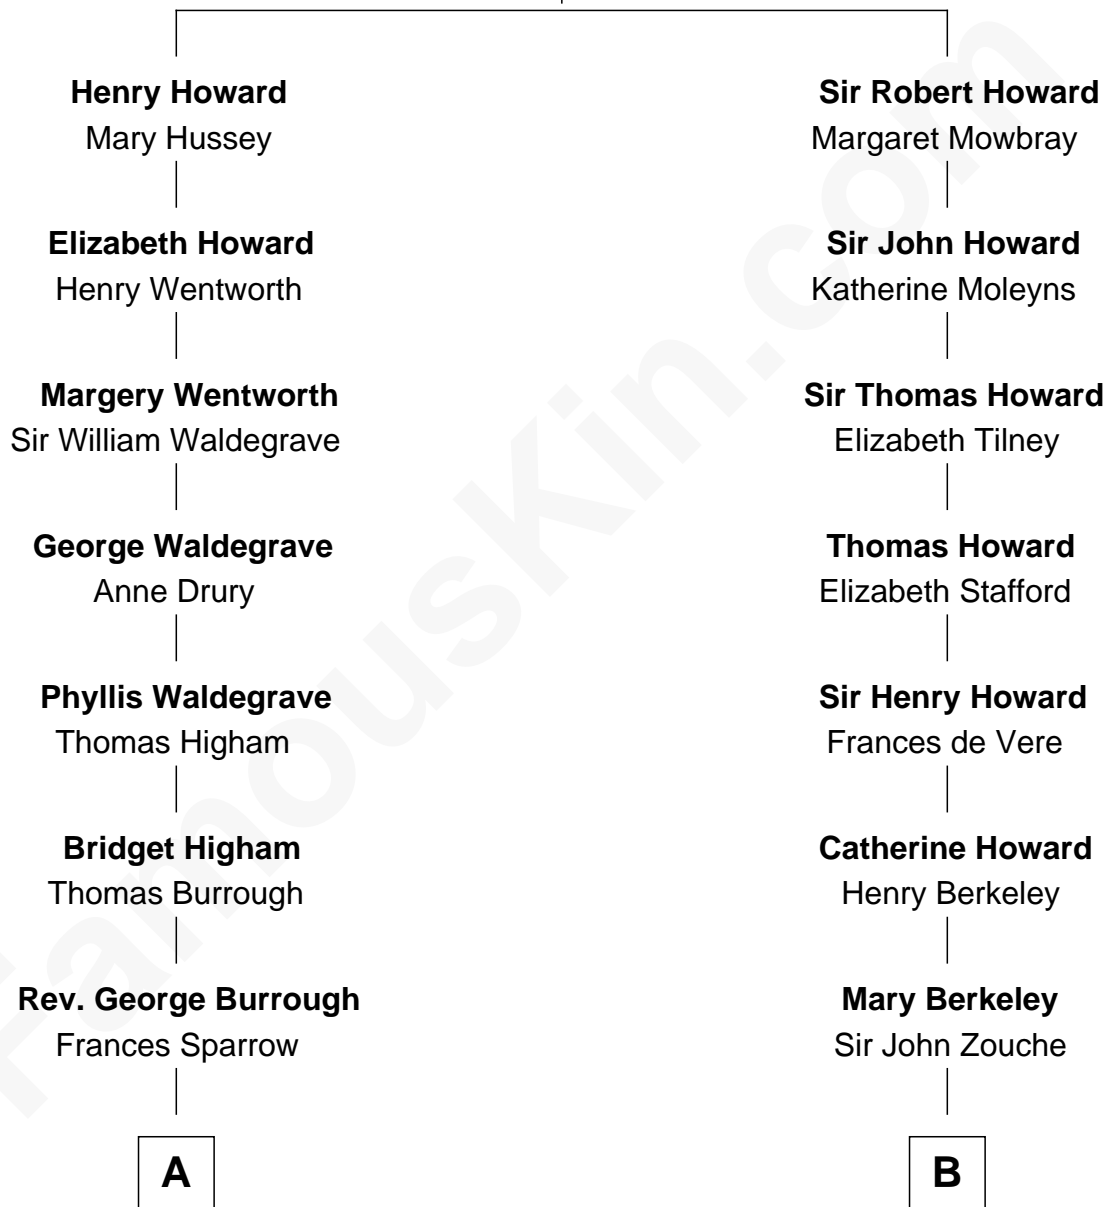 Henry Howard
Mary Hussey
Elizabeth Howard
Henry Wentworth
Margery Wentworth
Sir William Waldegrave
George Waldegrave
Anne Drury
Phyllis Waldegrave
Thomas Higham
Bridget Higham
Thomas Burrough
Rev. George Burrough
Frances Sparrow
A
Sir Robert Howard
Margaret Mowbray
Sir John Howard
Katherine Moleyns
Sir Thomas Howard
Elizabeth Tilney
Thomas Howard
Elizabeth Stafford
Sir Henry Howard
Frances de Vere
Catherine Howard
Henry Berkeley
Mary Berkeley
Sir John Zouche
B
FamousKin.com